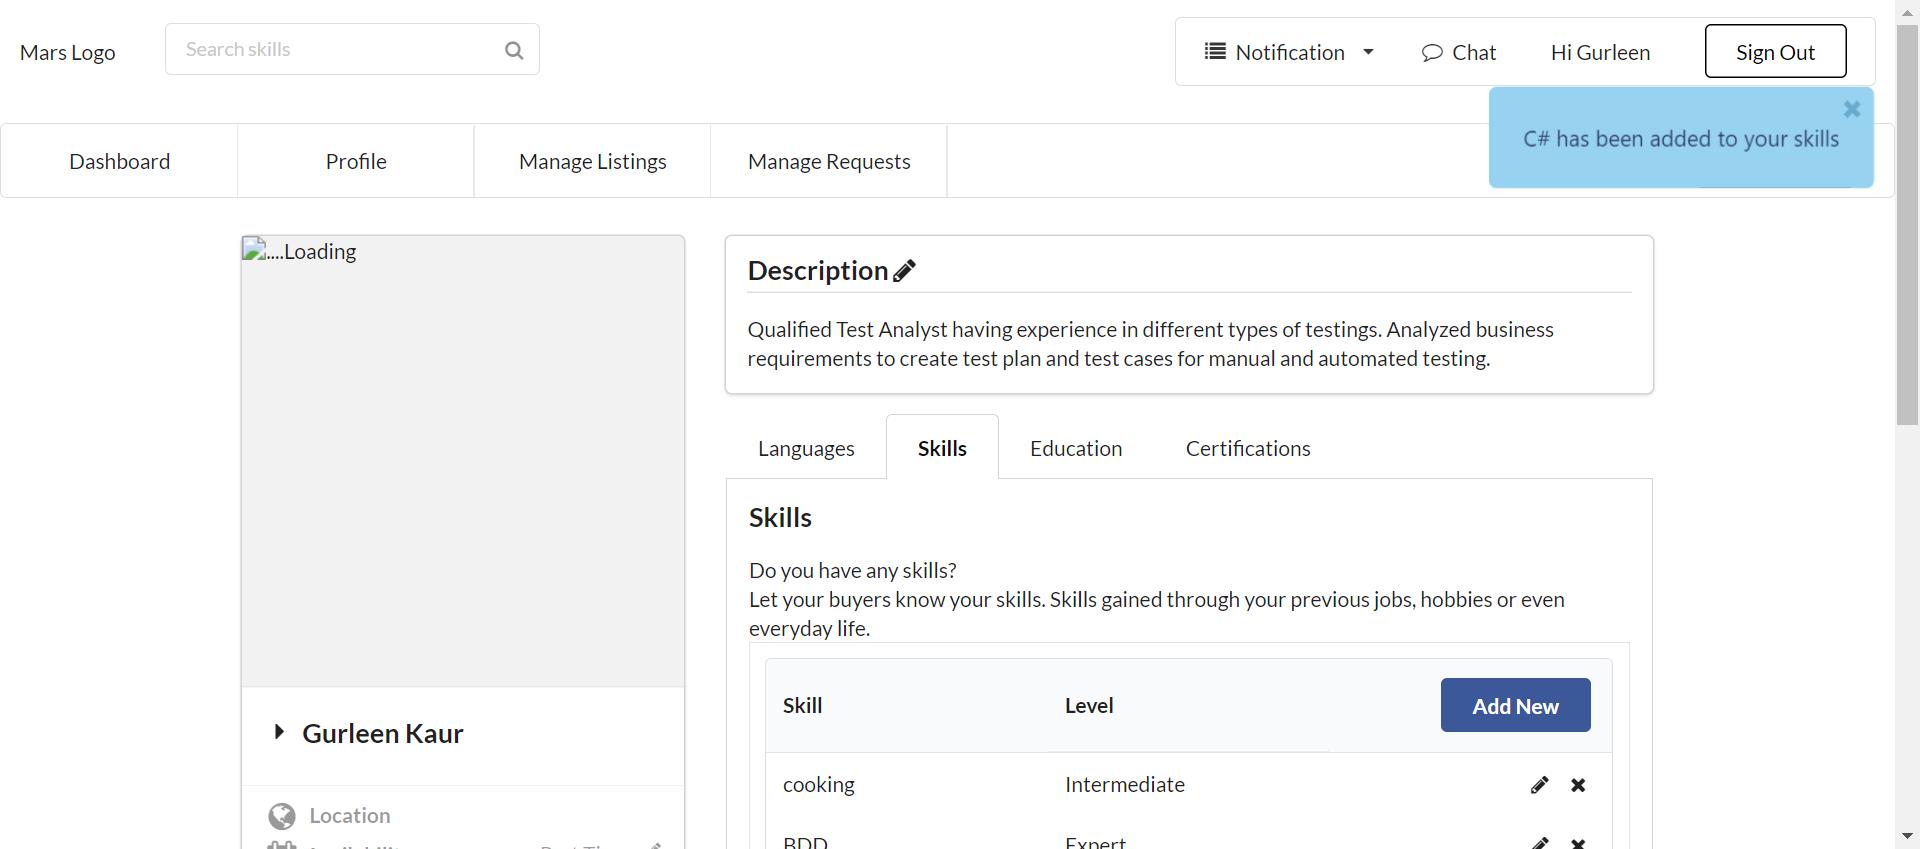 Mars Logo
Search skills
Notification
Chat
Hi Gurleen
Sign Out
C# has been added to your skills
Dashboard
Profile
Manage Listings
Manage Requests
....Loading
Description
Qualified Test Analyst having experience in different types of testings. Analyzed business
requirements to create test plan and test cases for manual and automated testing.
Languages
Skills
Education
Certifications
Skills
Do you have any skills?
Let your buyers know your skills. Skills gained through your previous jobs, hobbies or even
everyday life.
Skill
Level
Add New
cooking
Intermediate
BDD
Expert
Gurleen Kaur
Location